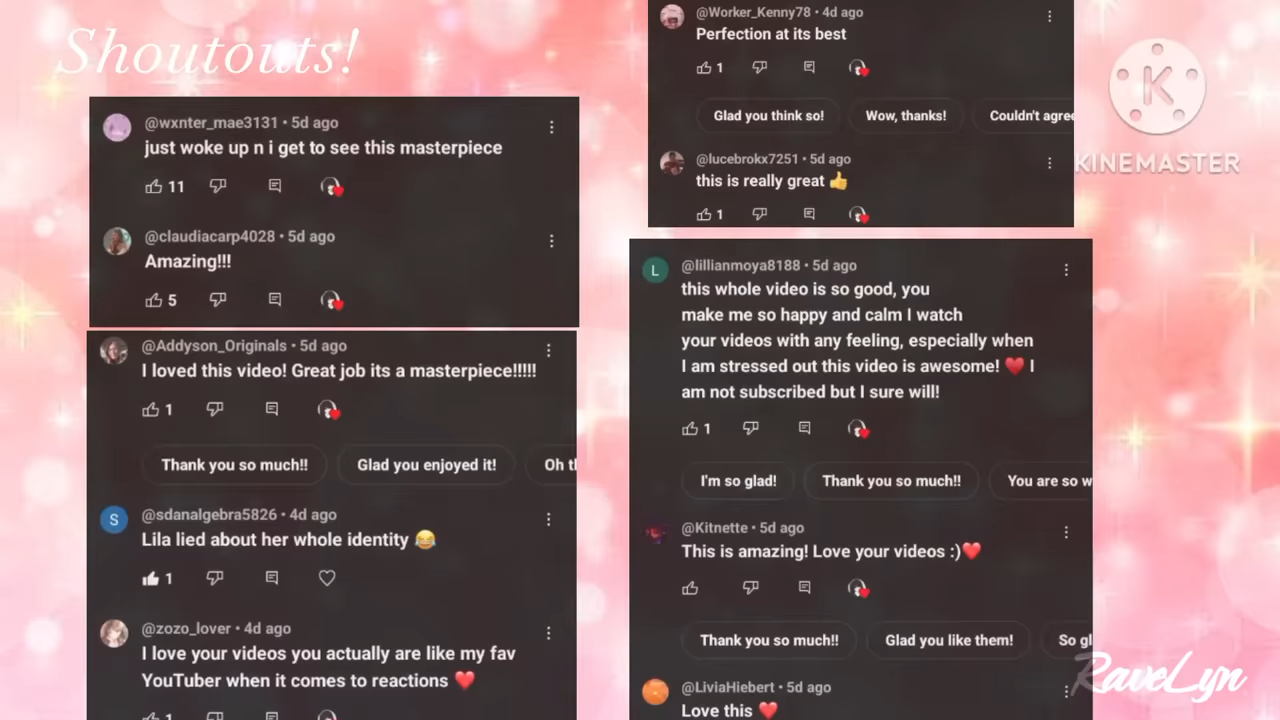 Shoutouts!
@wxnter_mae3131 • 5d ago
just woke up n i get to see this masterpiece
11
@claudiacarp4028 • 5d ago
Amazing!!!
5
@Addyson_Originals • 5d ago
I loved this video! Great job its a masterpiece!!!!!
1
Thank you so much!! Glad you enjoyed it! Oh
S
@sdanalgebra5826 • 4d ago
Lila lied about her whole identity 😂
1
@zozo_lover • 4d ago
I love your videos you actually are like my fav
YouTuber when it comes to reactions ❤️
1
@Worker_Kenny78 • 4d ago
Perfection at its best
1
Glad you think so! Wow, thanks! Couldn't agree
@lucebrokx7251 • 5d ago
this is really great 👍
1
L
@lillianmoya8188 • 5d ago
this whole video is so good, you
make me so happy and calm I watch
your videos with any feeling, especially when
I am stressed out this video is awesome! ❤️ I
am not subscribed but I sure will!
1
I'm so glad! Thank you so much!! You are so w
@Kitnette • 5d ago
This is amazing! Love your videos :)❤️
Thank you so much!! Glad you like them! So gl
@LiviaHiebert • 5d ago
Love this ❤️
K
KINEMASTER
RaveLyn